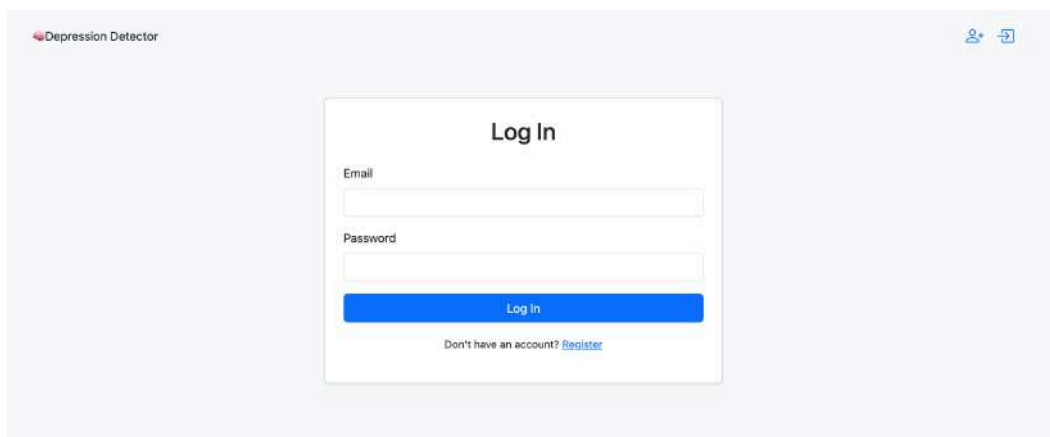 Depression Detector
Log In
Email
Password
Log In
Don't have an account? Register